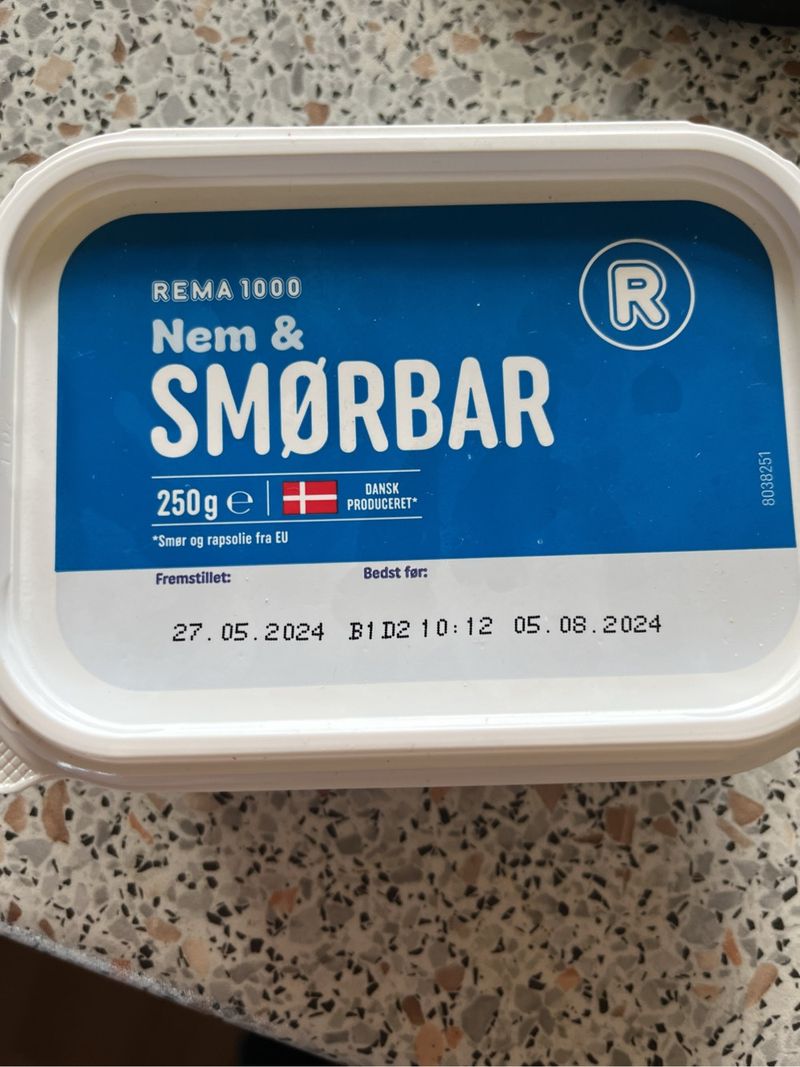 REMA 1000
R
Nem &
SMØRBAR
250g ℮
DANSK
PRODUCERET*
*Smør og rapsolie fra EU
8038251
Fremstillet:
Bedst før:
27.05.2024 B1D2 10:12 05.08.2024